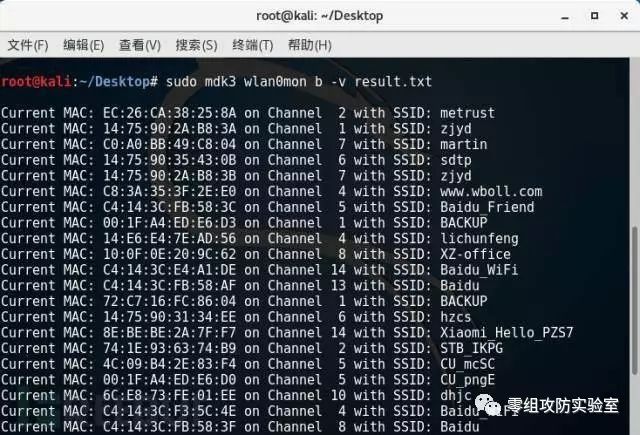 root@kali: ~/Desktop
文件(F) 编辑(E) 查看(V) 搜索(S) 终端(T) 帮助(H)
root@kali:~/Desktop# sudo mdk3 wlan0mon b -v result.txt
Current MAC: EC:26:CA:38:25:8A on Channel 2 with SSID: metrust
Current MAC: 14:75:90:2A:B8:3A on Channel 1 with SSID: zjyd
Current MAC: C0:A0:BB:49:C8:04 on Channel 7 with SSID: martin
Current MAC: 14:75:90:35:43:0B on Channel 6 with SSID: sdtp
Current MAC: 14:75:90:2A:B8:3B on Channel 7 with SSID: zjyd
Current MAC: C8:3A:35:3F:2E:E0 on Channel 4 with SSID: www.wboll.com
Current MAC: C4:14:3C:FB:58:3C on Channel 5 with SSID: Baidu_Friend
Current MAC: 00:1F:A4:ED:E6:D3 on Channel 1 with SSID: BACKUP
Current MAC: 14:E6:E4:7E:AD:56 on Channel 4 with SSID: lichunfeng
Current MAC: 10:0F:0E:20:9C:62 on Channel 8 with SSID: XZ-office
Current MAC: C4:14:3C:E4:A1:DE on Channel 14 with SSID: Baidu_WiFi
Current MAC: C4:14:3C:FB:58:AF on Channel 13 with SSID: Baidu
Current MAC: 72:C7:16:FC:86:04 on Channel 1 with SSID: BACKUP
Current MAC: 14:75:90:31:34:EE on Channel 6 with SSID: hzcs
Current MAC: 8E:BE:BE:2A:7F:F7 on Channel 14 with SSID: Xiaomi_Hello_PZS7
Current MAC: 74:1E:93:63:74:B9 on Channel 2 with SSID: STB_IKPG
Current MAC: 4C:09:B4:2E:83:F4 on Channel 5 with SSID: CU_mcSC
Current MAC: 00:1F:A4:ED:E6:D0 on Channel 5 with SSID: CU_pngE
Current MAC: 6C:E8:73:FE:01:EE on Channel 10 with SSID: dhjc
Current MAC: C4:14:3C:F3:5C:4E on Channel 4 with SSID: Baidu_WiFi
Current MAC: C4:14:3C:FB:58:3F on Channel 8 with SSID: Baidu
零组攻防实验室